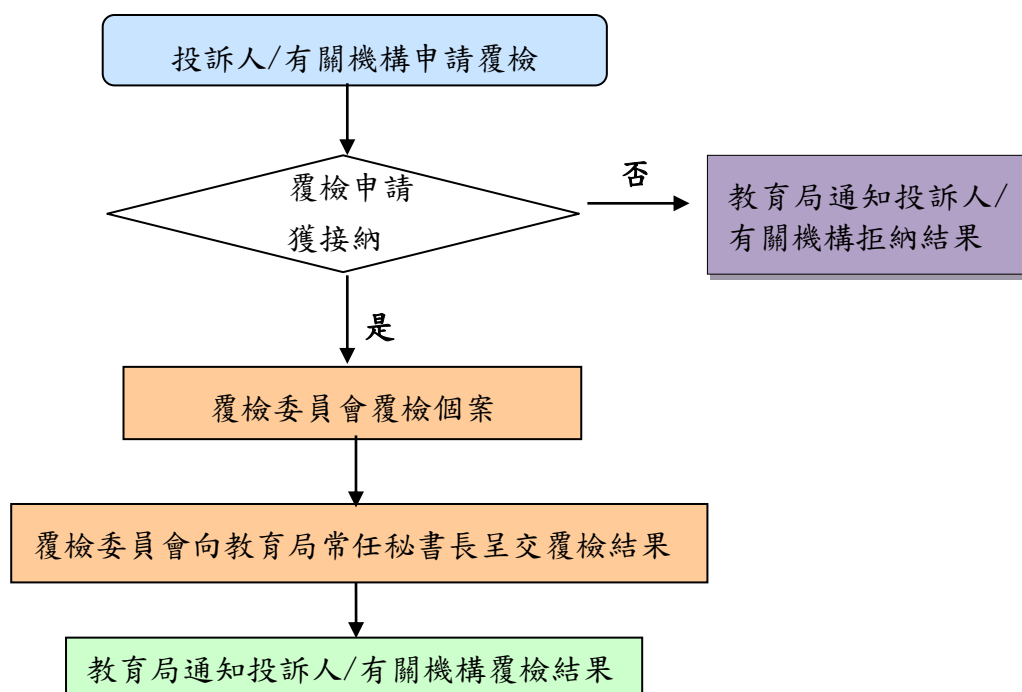 投訴人/有關機構申請覆檢
覆檢申請
獲接納
否
教育局通知投訴人/
有關機構拒納結果
是
覆檢委員會覆檢個案
覆檢委員會向教育局常任秘書長呈交覆檢結果
教育局通知投訴人/有關機構覆檢結果